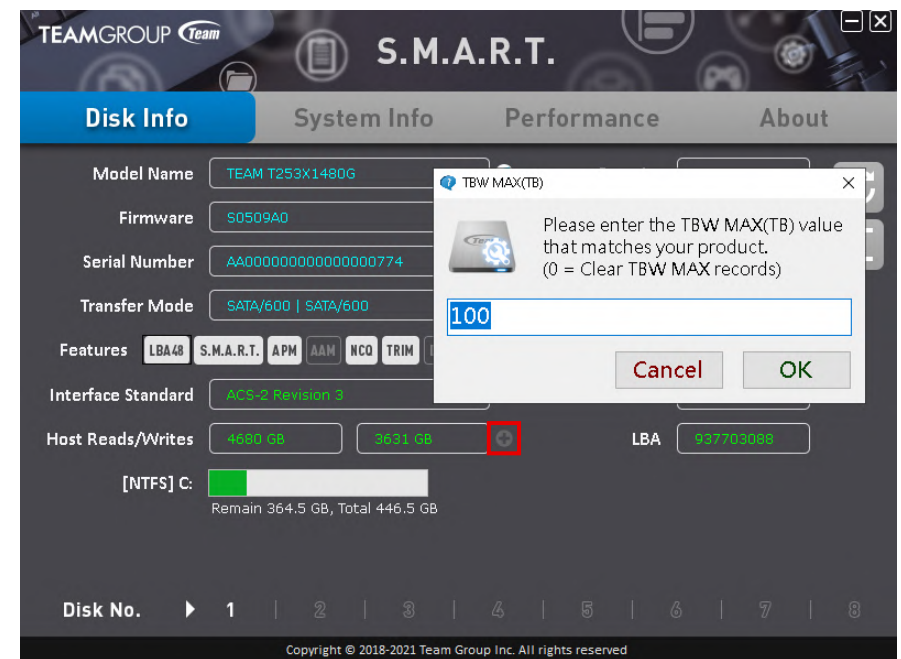 TEAMGROUP Team
S.M.A.R.T.
Disk Info System Info Performance About
Model Name TEAM T253X1480G
Firmware S0509A0
Serial Number AA000000000000000774
Transfer Mode SATA/600 | SATA/600
Features LBA48 S.M.A.R.T. APM AAM NCQ TRIM
Interface Standard ACS-2 Revision 3
Host Reads/Writes 4680 GB 3631 GB LBA 937703088
[NTFS] C:
Remain 364.5 GB, Total 446.5 GB
TBW MAX(TB)
Please enter the TBW MAX(TB) value
that matches your product.
(0 = Clear TBW MAX records)
100
Cancel OK
Disk No. 1 | 2 | 3 | 4 | 5 | 6 | 7 | 8
Copyright © 2018-2021 Team Group Inc. All rights reserved